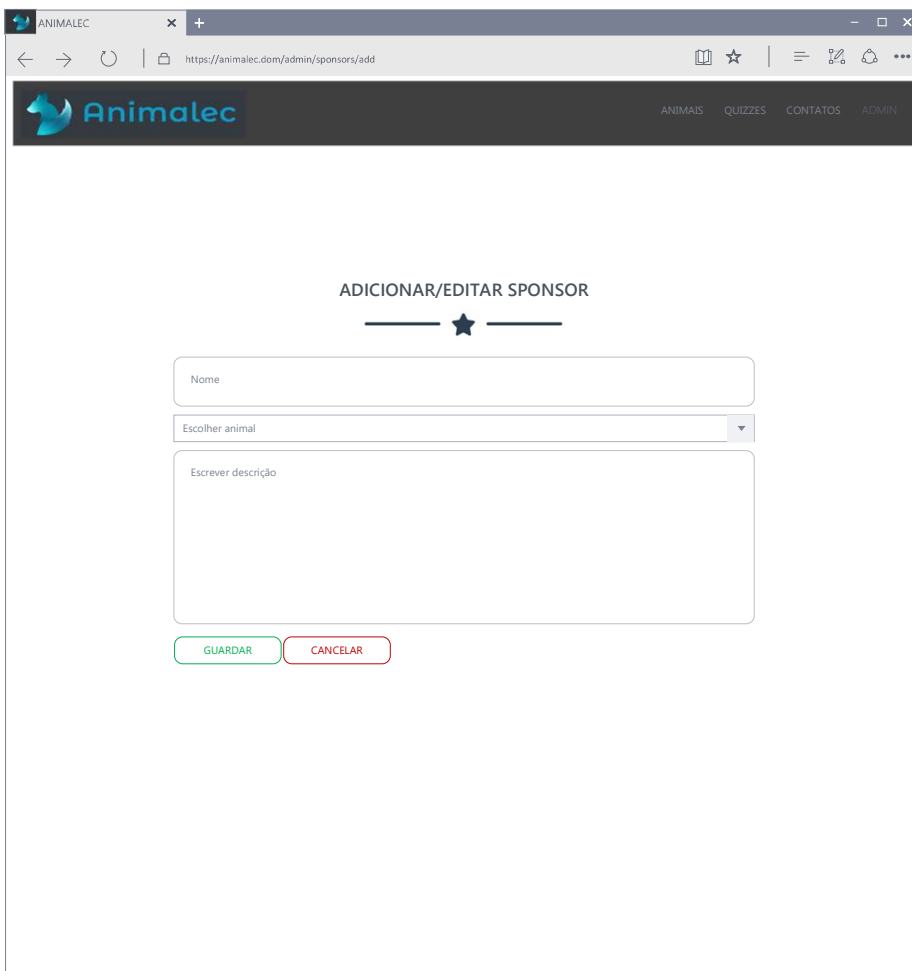 ANIMALEC
https://animalec.dom/admin/sponsors/add
Animalec
ANIMAIS QUIZZES CONTATOS ADMIN
ADICIONAR/EDITAR SPONSOR
Nome
Escolher animal
Escrever descrição
GUARDAR CANCELAR